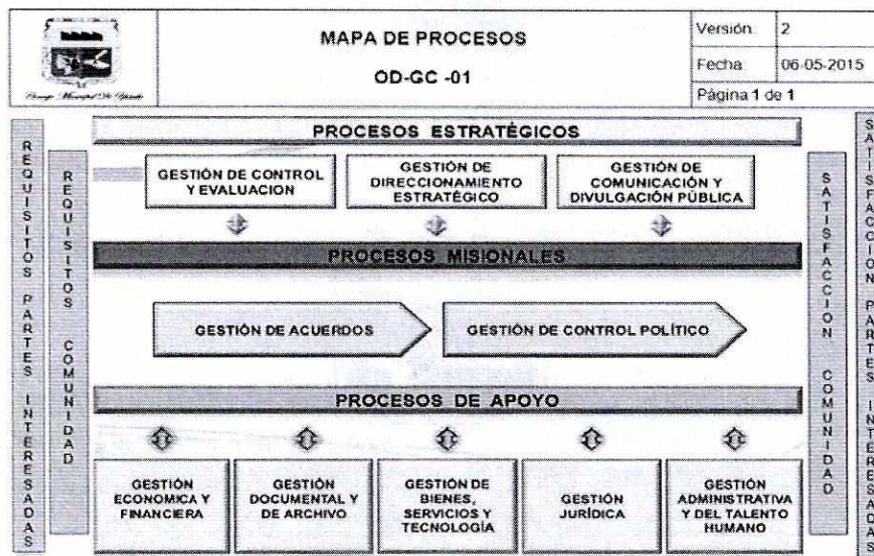 MAPA DE PROCESOS
OD-GC -01
Versión: 2
Fecha 06-05-2015
Página 1 de 1
REQUISITOS PARTES INTERESADAS
REQUISITOS COMUNIDAD
PROCESOS ESTRATÉGICOS
GESTIÓN DE CONTROL
Y EVALUACION
GESTIÓN DE
DIRECCIONAMIENTO
ESTRATÉGICO
GESTIÓN DE
COMUNICACIÓN Y
DIVULGACIÓN PÚBLICA
PROCESOS MISIONALES
GESTIÓN DE ACUERDOS
GESTIÓN DE CONTROL POLÍTICO
PROCESOS DE APOYO
GESTIÓN
ECONOMICA Y
FINANCIERA
GESTIÓN
DOCUMENTAL Y
DE ARCHIVO
GESTIÓN DE
BIENES,
SERVICIOS Y
TECNOLOGÍA
GESTIÓN
JURÍDICA
GESTIÓN
ADMINISTRATIVA
Y DEL TALENTO
HUMANO
SATISFACCION COMUNIDAD
SATISFACCION PARTES INTERESADAS